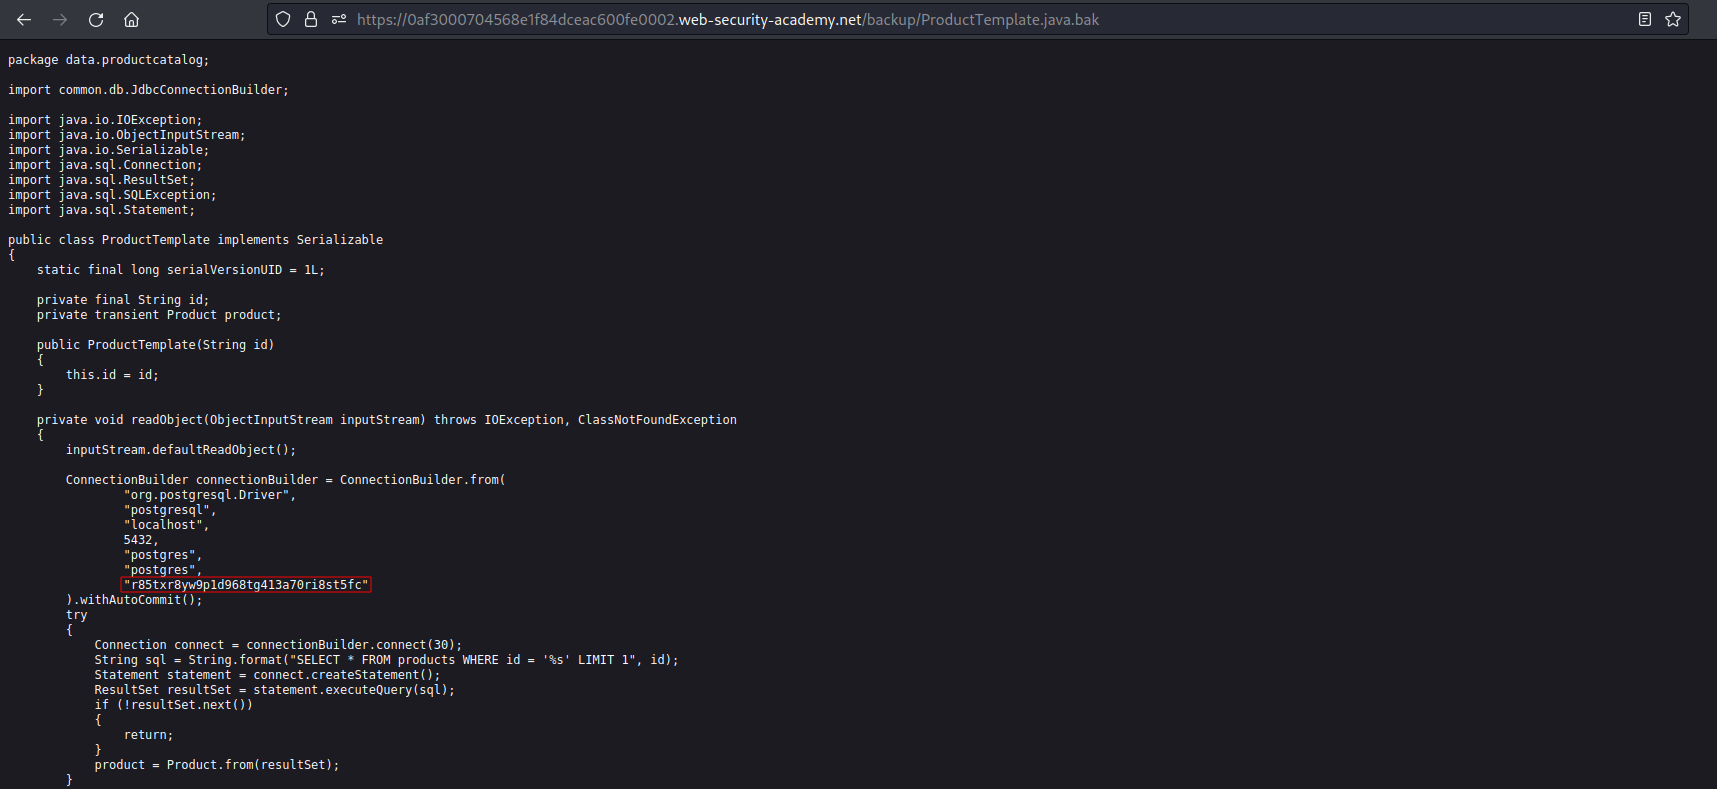 https://0af3000704568e1f84dceac600fe0002.web-security-academy.net/backup/ProductTemplate.java.bak
package data.productcatalog;

import common.db.JdbcConnectionBuilder;

import java.io.IOException;
import java.io.ObjectInputStream;
import java.io.Serializable;
import java.sql.Connection;
import java.sql.ResultSet;
import java.sql.SQLException;
import java.sql.Statement;

public class ProductTemplate implements Serializable
{
    static final long serialVersionUID = 1L;

    private final String id;
    private transient Product product;

    public ProductTemplate(String id)
    {
        this.id = id;
    }

    private void readObject(ObjectInputStream inputStream) throws IOException, ClassNotFoundException
    {
        inputStream.defaultReadObject();

        ConnectionBuilder connectionBuilder = ConnectionBuilder.from(
                "org.postgresql.Driver",
                "postgresql",
                "localhost",
                5432,
                "postgres",
                "postgres",
                "r85txr8yw9p1d968tg413a70ri8st5fc"
        ).withAutoCommit();
        try
        {
            Connection connect = connectionBuilder.connect(30);
            String sql = String.format("SELECT * FROM products WHERE id = '%s' LIMIT 1", id);
            Statement statement = connect.createStatement();
            ResultSet resultSet = statement.executeQuery(sql);
            if (!resultSet.next())
            {
                return;
            }
            product = Product.from(resultSet);
        }